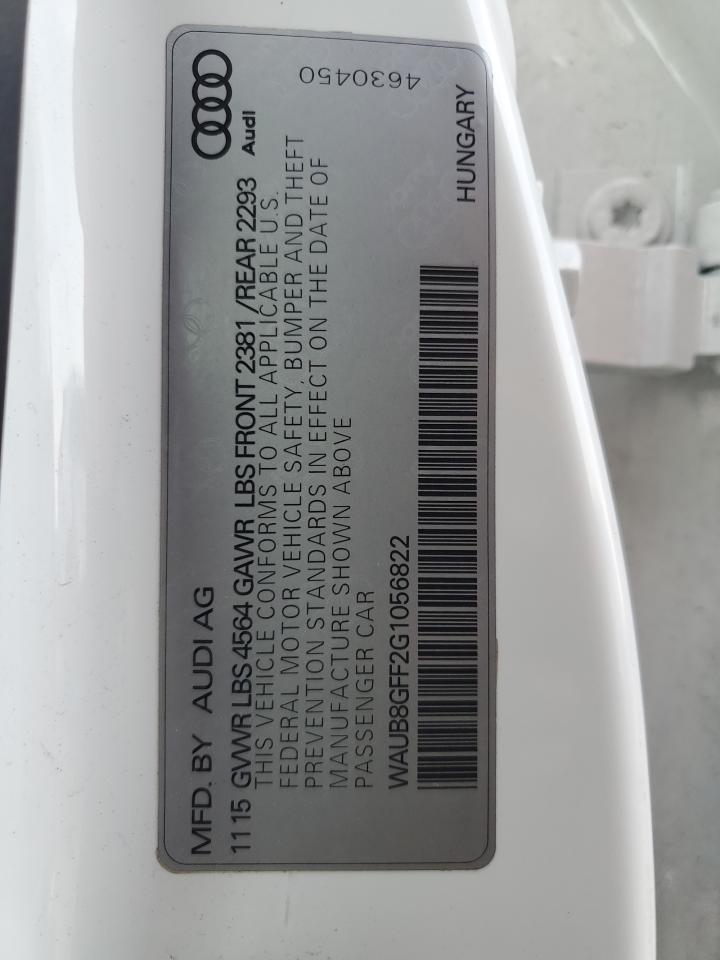 MFD. BY AUDI AG
11 15 GVWR LBS 4564 GAWR LBS FRONT 2381 /REAR 2293
THIS VEHICLE CONFORMS TO ALL APPLICABLE U.S.
FEDERAL MOTOR VEHICLE SAFETY, BUMPER AND THEFT
PREVENTION STANDARDS IN EFFECT ON THE DATE OF
MANUFACTURE SHOWN ABOVE
PASSENGER CAR
WAUB8GFF2G1056822
Audi
4630450
HUNGARY